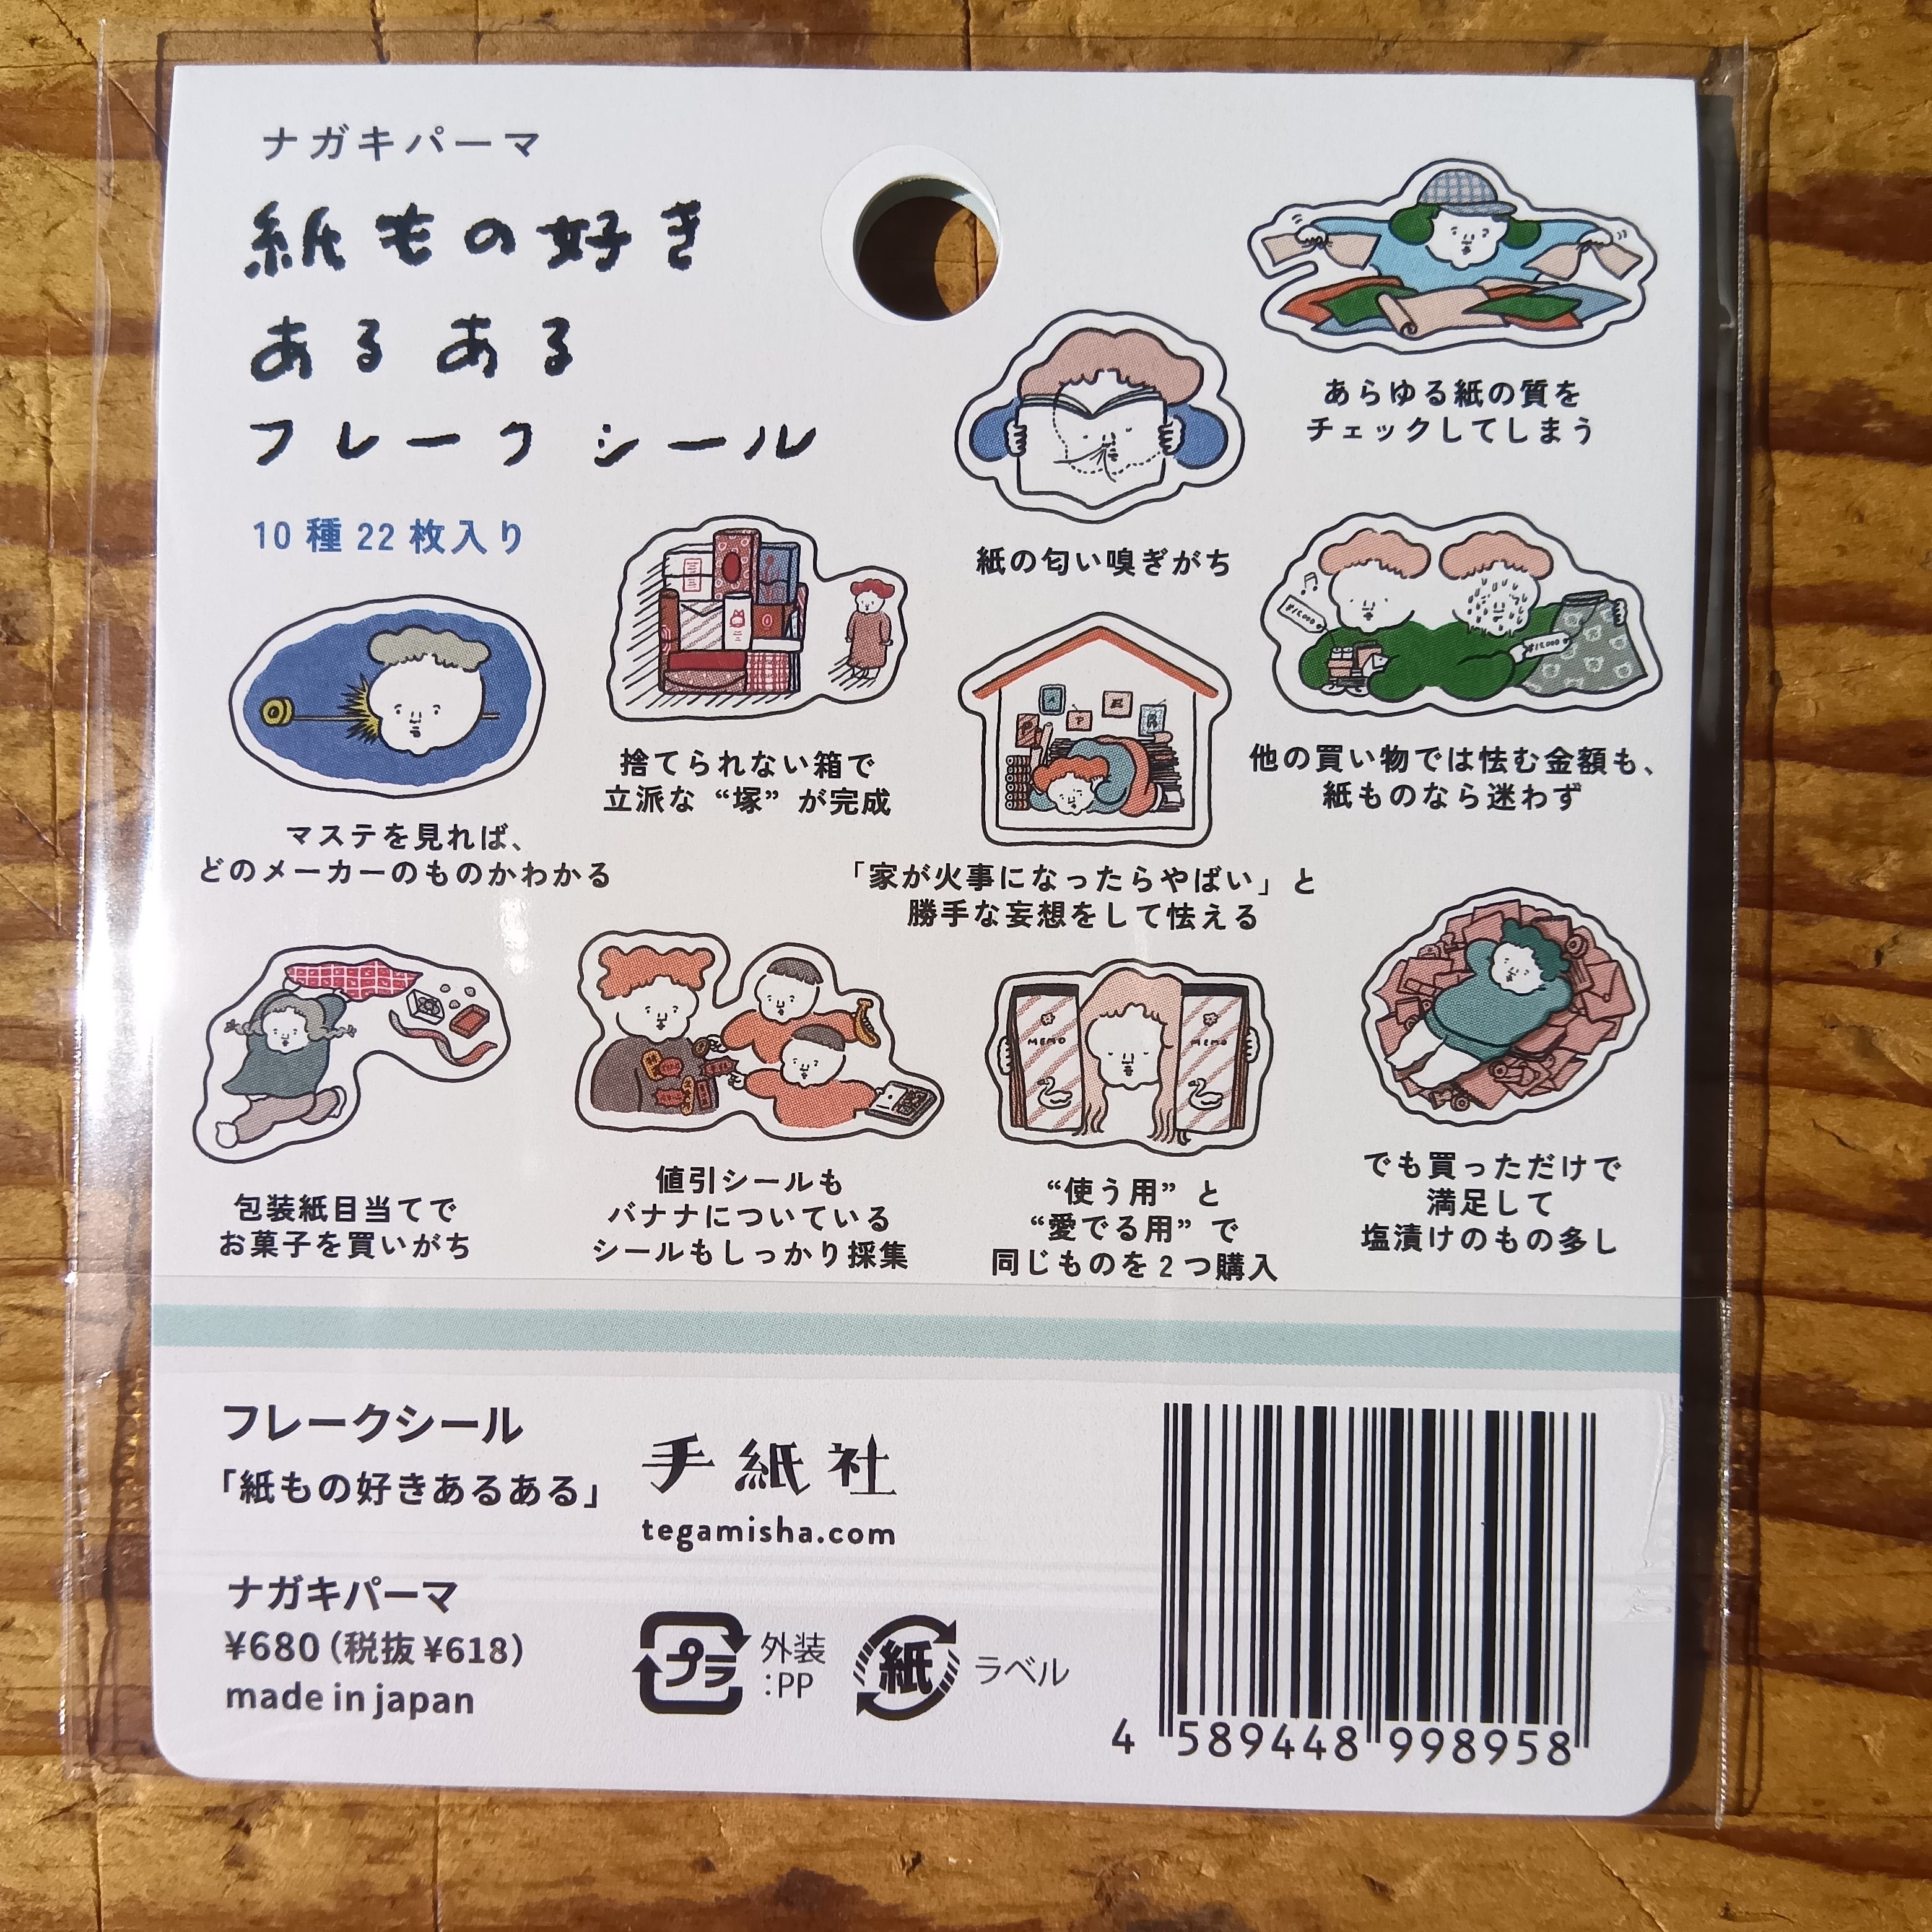 ナガキパーマ
紙もの好き
あるある
フレークシール
10種22枚入り
あらゆる紙の質を
チェックしてしまう
紙の匂い嗅ぎがち
捨てられない箱で
立派な“塚”が完成
他の買い物では怯む金額も、
紙ものなら迷わず
マステを見れば、
どのメーカーのものかわかる
「家が火事になったらやばい」と
勝手な妄想をして怯える
包装紙目当てで
お菓子を買いがち
値引シールも
バナナについている
シールもしっかり採集
MEMO
MEMO
“使う用”と
“愛でる用”で
同じものを2つ購入
でも買っただけで
満足して
塩漬けのもの多し
フレークシール
「紙もの好きあるある」
手紙社
tegamisha.com
ナガキパーマ
¥680(税抜¥618)
made in japan
プラ
外装
:PP
紙
ラベル
4 589448 998958